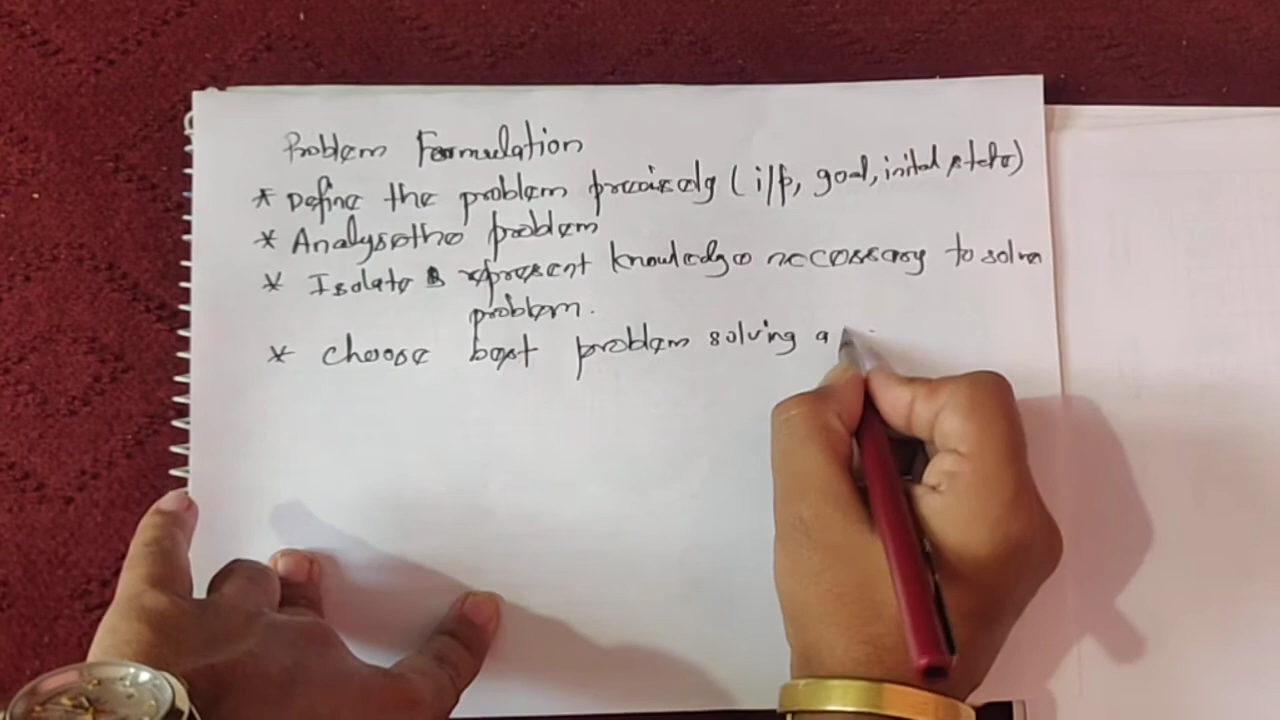 Problem Formulation
* Define the problem precisely (i/p, goal, initial state)
* Analyse the problem
* Isolate & represent knowledge necessary to solve
problem.
* choose best problem solving a